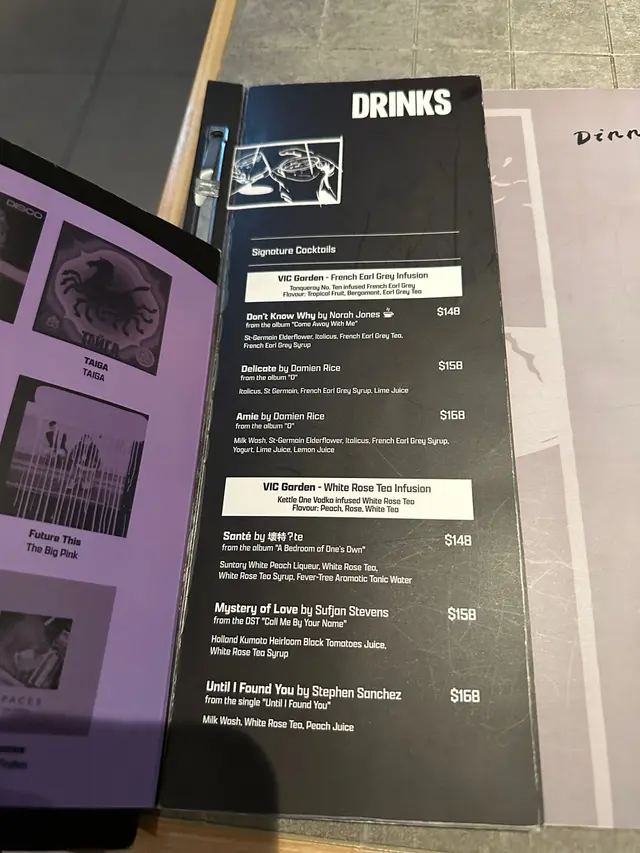 DISCO
ТАЙГА
TAIGA
TAIGA
Future This
The Big Pink
PACES
DRINKS
Signature Cocktails
VIC Garden - French Earl Grey Infusion
Tanqueray No. Ten infused French Earl Grey
Flavour: Tropical Fruit, Bergamont, Earl Grey Tea
Don't Know Why by Norah Jones $148
from the album "Come Away With Me"
St-Germain Elderflower, Italicus, French Earl Grey Tea,
French Earl Grey Syrup
Delicate by Damien Rice $158
from the album "O"
Italicus, St Germain, French Earl Grey Syrup, Lime Juice
Amie by Damien Rice $168
from the album "O"
Milk Wash, St-Germain Elderflower, Italicus, French Earl Grey Syrup,
Yogurt, Lime Juice, Lemon Juice
VIC Garden - White Rose Tea Infusion
Kettle One Vodka infused White Rose Tea
Flavour: Peach, Rose, White Tea
Santé by 壞特?te $148
from the album "A Bedroom of One's Own"
Suntory White Peach Liqueur, White Rose Tea,
White Rose Tea Syrup, Fever-Tree Aromatic Tonic Water
Mystery of Love by Sufjan Stevens $158
from the OST "Call Me By Your Name"
Holland Kumato Heirloom Black Tomatoes Juice,
White Rose Tea Syrup
Until I Found You by Stephen Sanchez $168
from the single "Until I Found You"
Milk Wash, White Rose Tea, Peach Juice
Dinn